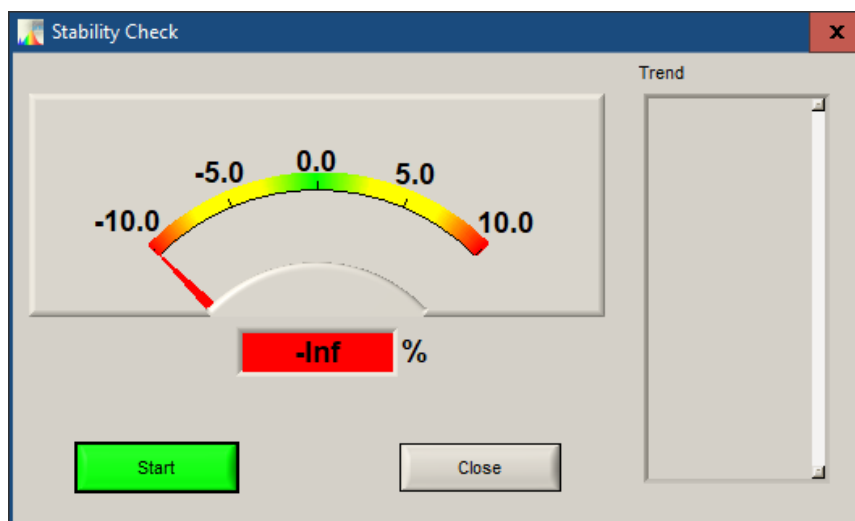 Stability Check
Trend
0.0
-5.0
5.0
-10.0
10.0
-Inf
%
Start
Close